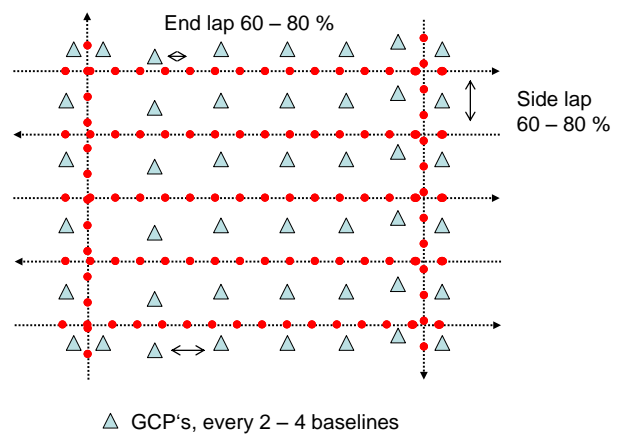 End lap 60 – 80 %
Side lap
60 – 80 %
GCP‘s, every 2 – 4 baselines